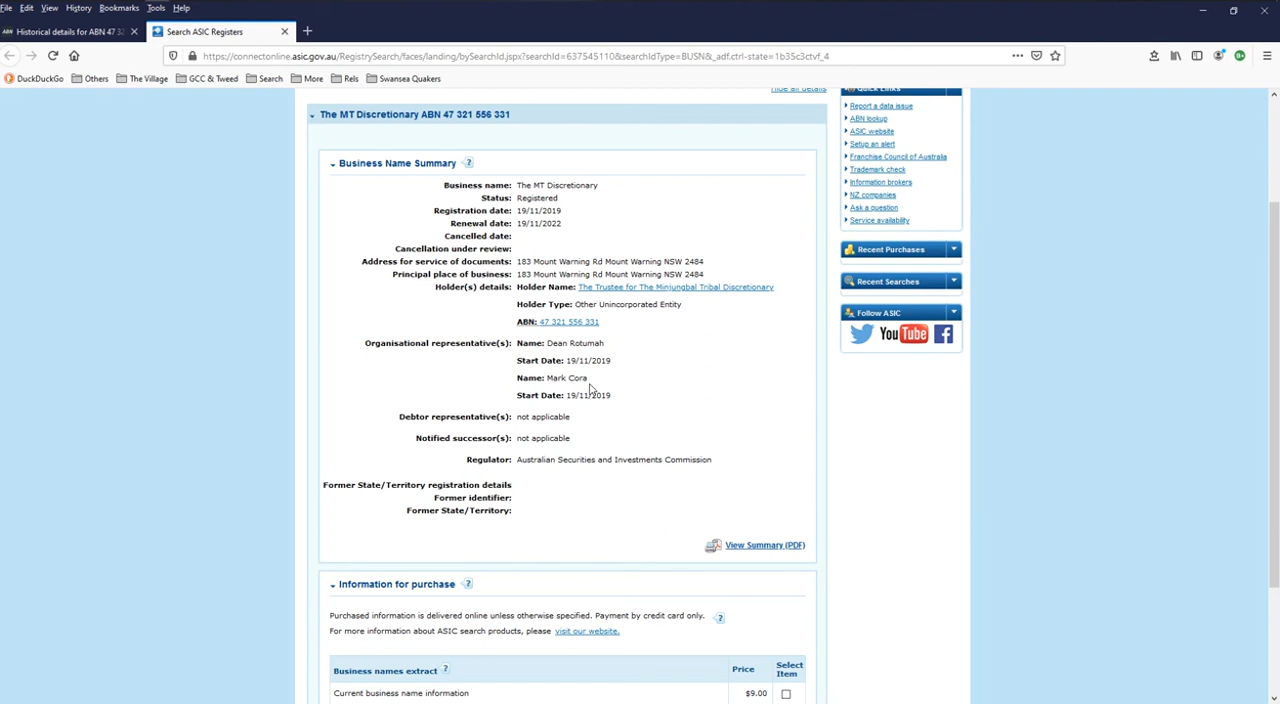 File Edit View History Bookmarks Tools Help
Historical details for ABN 47 32
Search ASIC Registers
https://connectonline.asic.gov.au/RegistrySearch/faces/landing/bySearchId.jspx?searchId=637545110&searchIdType=BUSN&_adf.ctrl-state=1b35c3ctvf_4
DuckDuckGo Others The Village GCC & Tweed Search More Rels Swansea Quakers
Hide all details
Quick Links
The MT Discretionary ABN 47 321 556 331
Business Name Summary ?
Business name: The MT Discretionary
Status: Registered
Registration date: 19/11/2019
Renewal date: 19/11/2022
Cancelled date:
Cancellation under review:
Address for service of documents: 183 Mount Warning Rd Mount Warning NSW 2484
Principal place of business: 183 Mount Warning Rd Mount Warning NSW 2484
Holder(s) details: Holder Name: The Trustee for The Minjungbal Tribal Discretionary
Holder Type: Other Unincorporated Entity
ABN: 47 321 556 331
Organisational representative(s): Name: Dean Rotumah
Start Date: 19/11/2019
Name: Mark Cora
Start Date: 19/11/2019
Debtor representative(s): not applicable
Notified successor(s): not applicable
Regulator: Australian Securities and Investments Commission
Former State/Territory registration details
Former identifier:
Former State/Territory:
View Summary (PDF)
Information for purchase ?
Purchased information is delivered online unless otherwise specified. Payment by credit card only. ?
For more information about ASIC search products, please visit our website.
Business names extract ? Price Select Item
Current business name information $9.00
Report a data issue
ABN lookup
ASIC website
Setup an alert
Franchise Council of Australia
Trademark check
Information brokers
NZ companies
Ask a question
Service availability
Recent Purchases
Recent Searches
Follow ASIC
YouTube